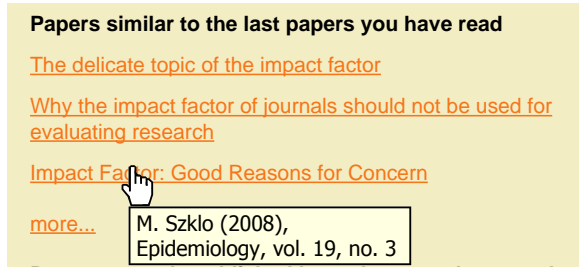 Papers similar to the last papers you have read
The delicate topic of the impact factor
Why the impact factor of journals should not be used for
evaluating research
Impact Factor: Good Reasons for Concern
more...
M. Szklo (2008),
Epidemiology, vol. 19, no. 3